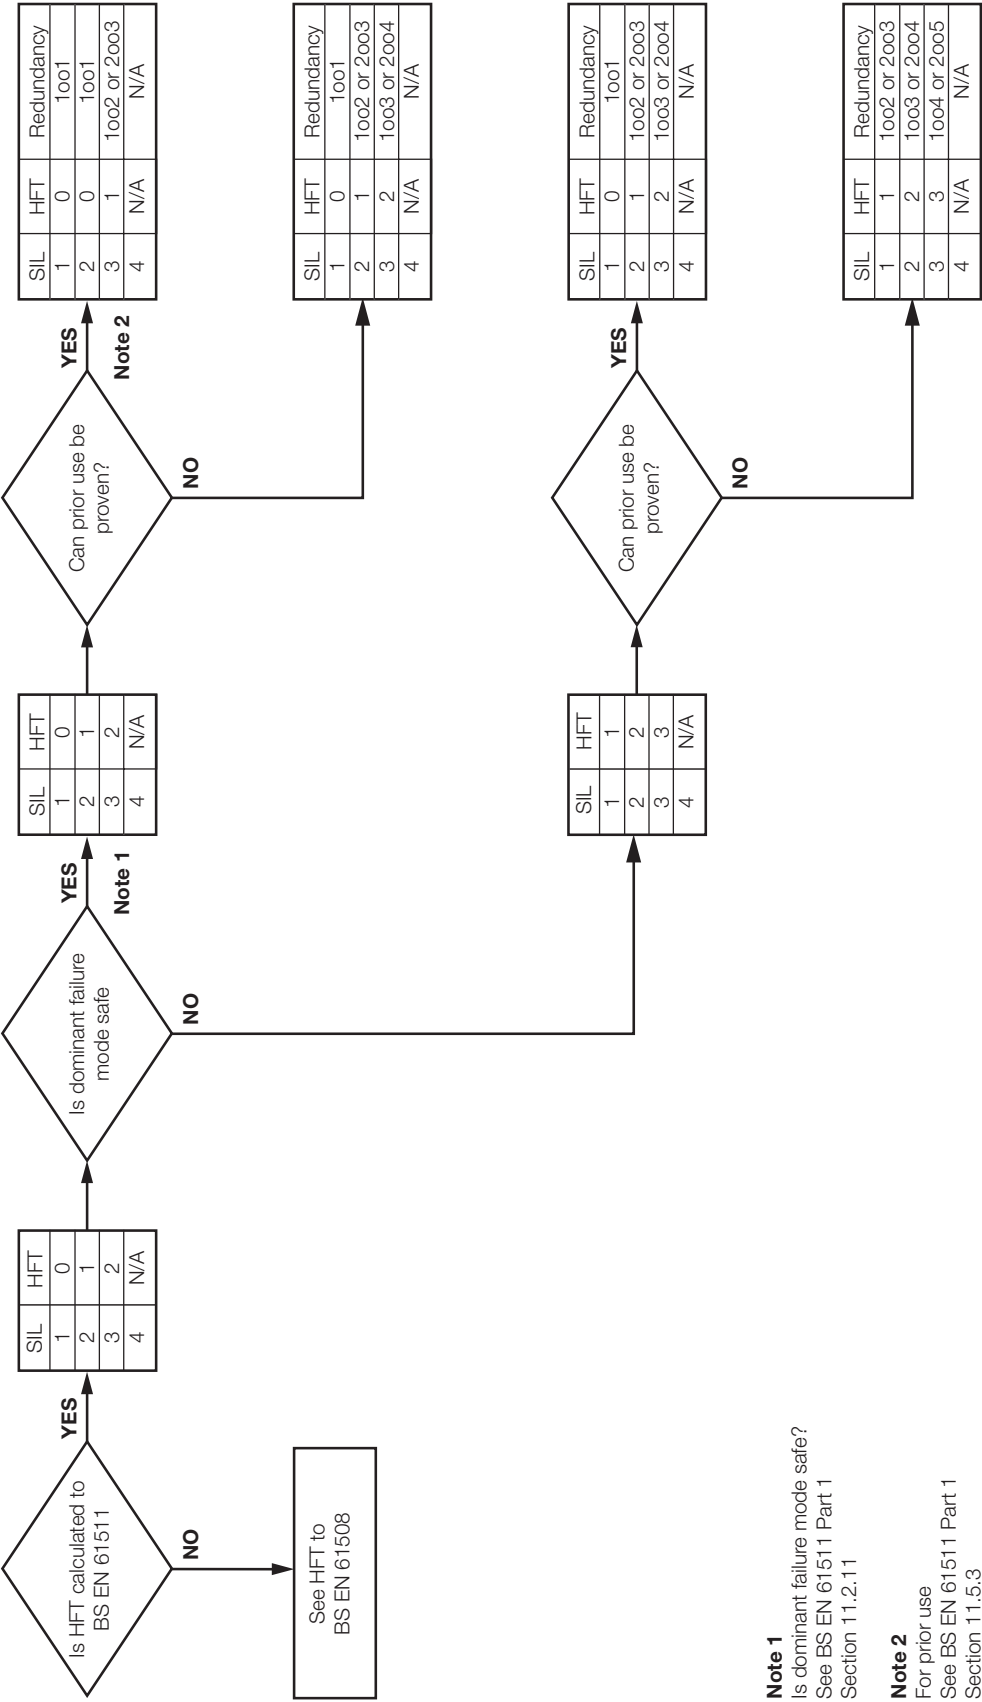 Is HFT calculated to
BS EN 61511
YES
NO
See HFT to
BS EN 61508
SIL HFT
1 0
2 1
3 2
4 N/A
Is dominant failure
mode safe
YES
Note 1
NO
SIL HFT
1 0
2 1
3 2
4 N/A
Can prior use be
proven?
YES
Note 2
NO
SIL HFT Redundancy
1 0 1oo1
2 0 1oo1
3 1 1oo2 or 2oo3
4 N/A N/A
SIL HFT Redundancy
1 0 1oo1
2 1 1oo2 or 2oo3
3 2 1oo3 or 2oo4
4 N/A N/A
SIL HFT
1 1
2 2
3 3
4 N/A
Can prior use be
proven?
YES
NO
SIL HFT Redundancy
1 0 1oo1
2 1 1oo2 or 2oo3
3 2 1oo3 or 2oo4
4 N/A N/A
SIL HFT Redundancy
1 1 1oo2 or 2oo3
2 2 1oo3 or 2oo4
3 3 1oo4 or 2oo5
4 N/A N/A
Note 1
Is dominant failure mode safe?
See BS EN 61511 Part 1
Section 11.2.11
Note 2
For prior use
See BS EN 61511 Part 1
Section 11.5.3